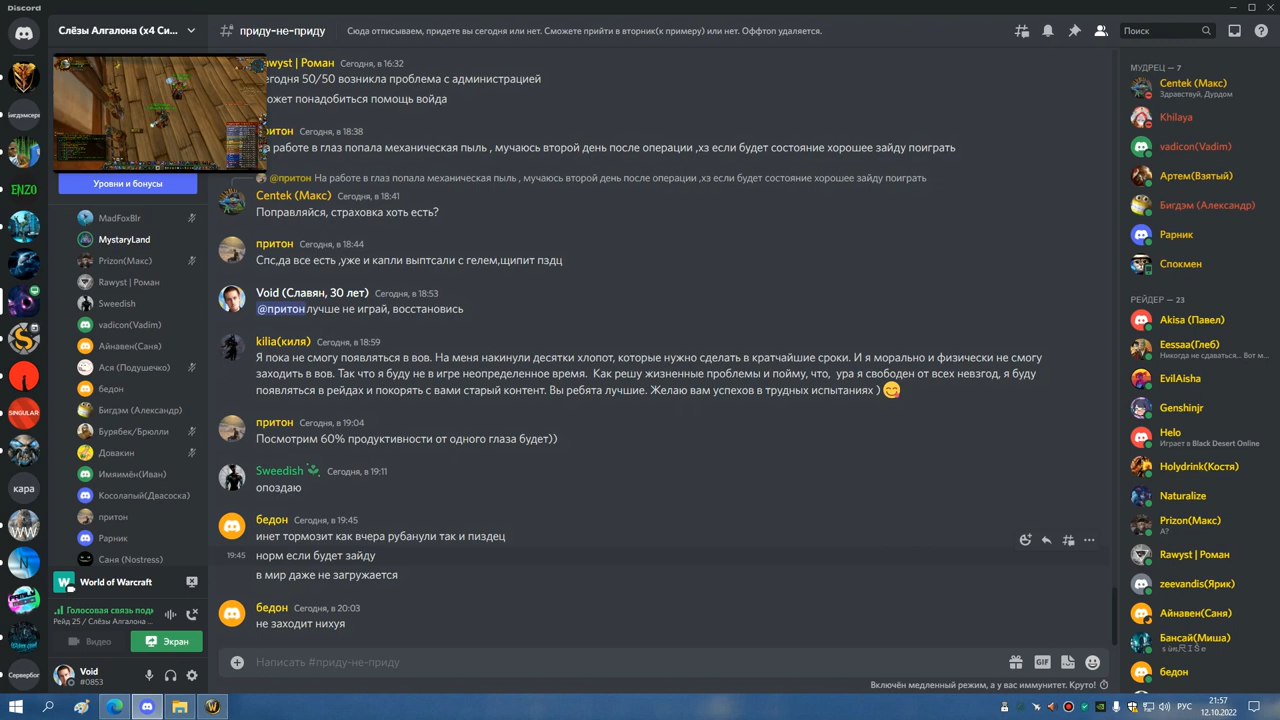 Discord
Слёзы Алгалона (x4 Си...
приду-не-приду
Сюда отписываем, придете вы сегодня или нет. Сможете прийти в вторник(к примеру) или нет. Оффтоп удаляется.
Поиск
Уровни и бонусы
MadFoxBlr
MystaryLand
Prizon(Макс)
Rawyst | Роман
Sweedish
vadicon(Vadim)
Айнавен(Саня)
Ася (Подушечко)
бедон
Бигдэм (Александр)
Бурябек/Брюлли
Довакин
Имяимён(Иван)
Косолапый(Двасоска)
притон
Рарник
Саня (Nostress)
World of Warcraft
Голосовая связь подк
Рейд 25 / Слёзы Алгалона ...
Видео
Экран
Void
#0853
awyst | Роман Сегодня, в 16:32
егодня 50/50 возникла проблема с администрацией
ожет понадобиться помощь войда
итон Сегодня, в 18:38
а работе в глаз попала механическая пыль , мучаюсь второй день после операции ,хз если будет состояние хорошее зайду поиграть
@притон На работе в глаз попала механическая пыль , мучаюсь второй день после операции ,хз если будет состояние хорошее зайду поиграть
Centek (Макс) Сегодня, в 18:41
Поправляйся, страховка хоть есть?
притон Сегодня, в 18:44
Спс,да все есть ,уже и капли выптсали с гелем,щипит пздц
Void (Славян, 30 лет) Сегодня, в 18:53
@притон лучше не играй, восстановись
kilia(киля) Сегодня, в 18:59
Я пока не смогу появляться в вов. На меня накинули десятки хлопот, которые нужно сделать в кратчайшие сроки. И я морально и физически не смогу
заходить в вов. Так что я буду не в игре неопределенное время. Как решу жизненные проблемы и пойму, что, ура я свободен от всех невзгод, я буду
появляться в рейдах и покорять с вами старый контент. Вы ребята лучшие. Желаю вам успехов в трудных испытаниях )
притон Сегодня, в 19:04
Посмотрим 60% продуктивности от одного глаза будет))
Sweedish Сегодня, в 19:11
опоздаю
бедон Сегодня, в 19:45
инет тормозит как вчера рубанули так и пиздец
19:45 норм если будет зайду
в мир даже не загружается
бедон Сегодня, в 20:03
не заходит нихуя
Написать #приду-не-приду
GIF
Включён медленный режим, а у вас иммунитет. Круто!
МУДРЕЦ — 7
Centek (Макс)
Здравствуй, Дурдом
Khilaya
vadicon(Vadim)
Артем(Взятый)
Бигдэм (Александр)
Рарник
Спокмен
РЕЙДЕР — 23
Akisa (Павел)
Eessaa(Глеб)
Никогда не сдаваться... Вот м...
EvilAisha
Genshinjr
Helo
Играет в Black Desert Online
Holydrink(Костя)
Naturalize
Prizon(Макс)
А?
Rawyst | Роман
zeevandis(Ярик)
Айнавен(Саня)
Бансай(Миша)
бедон
бигдэмсере
ENZO
SINGULAR
кара
WW
Сервербог
РУС
21:57
12.10.2022